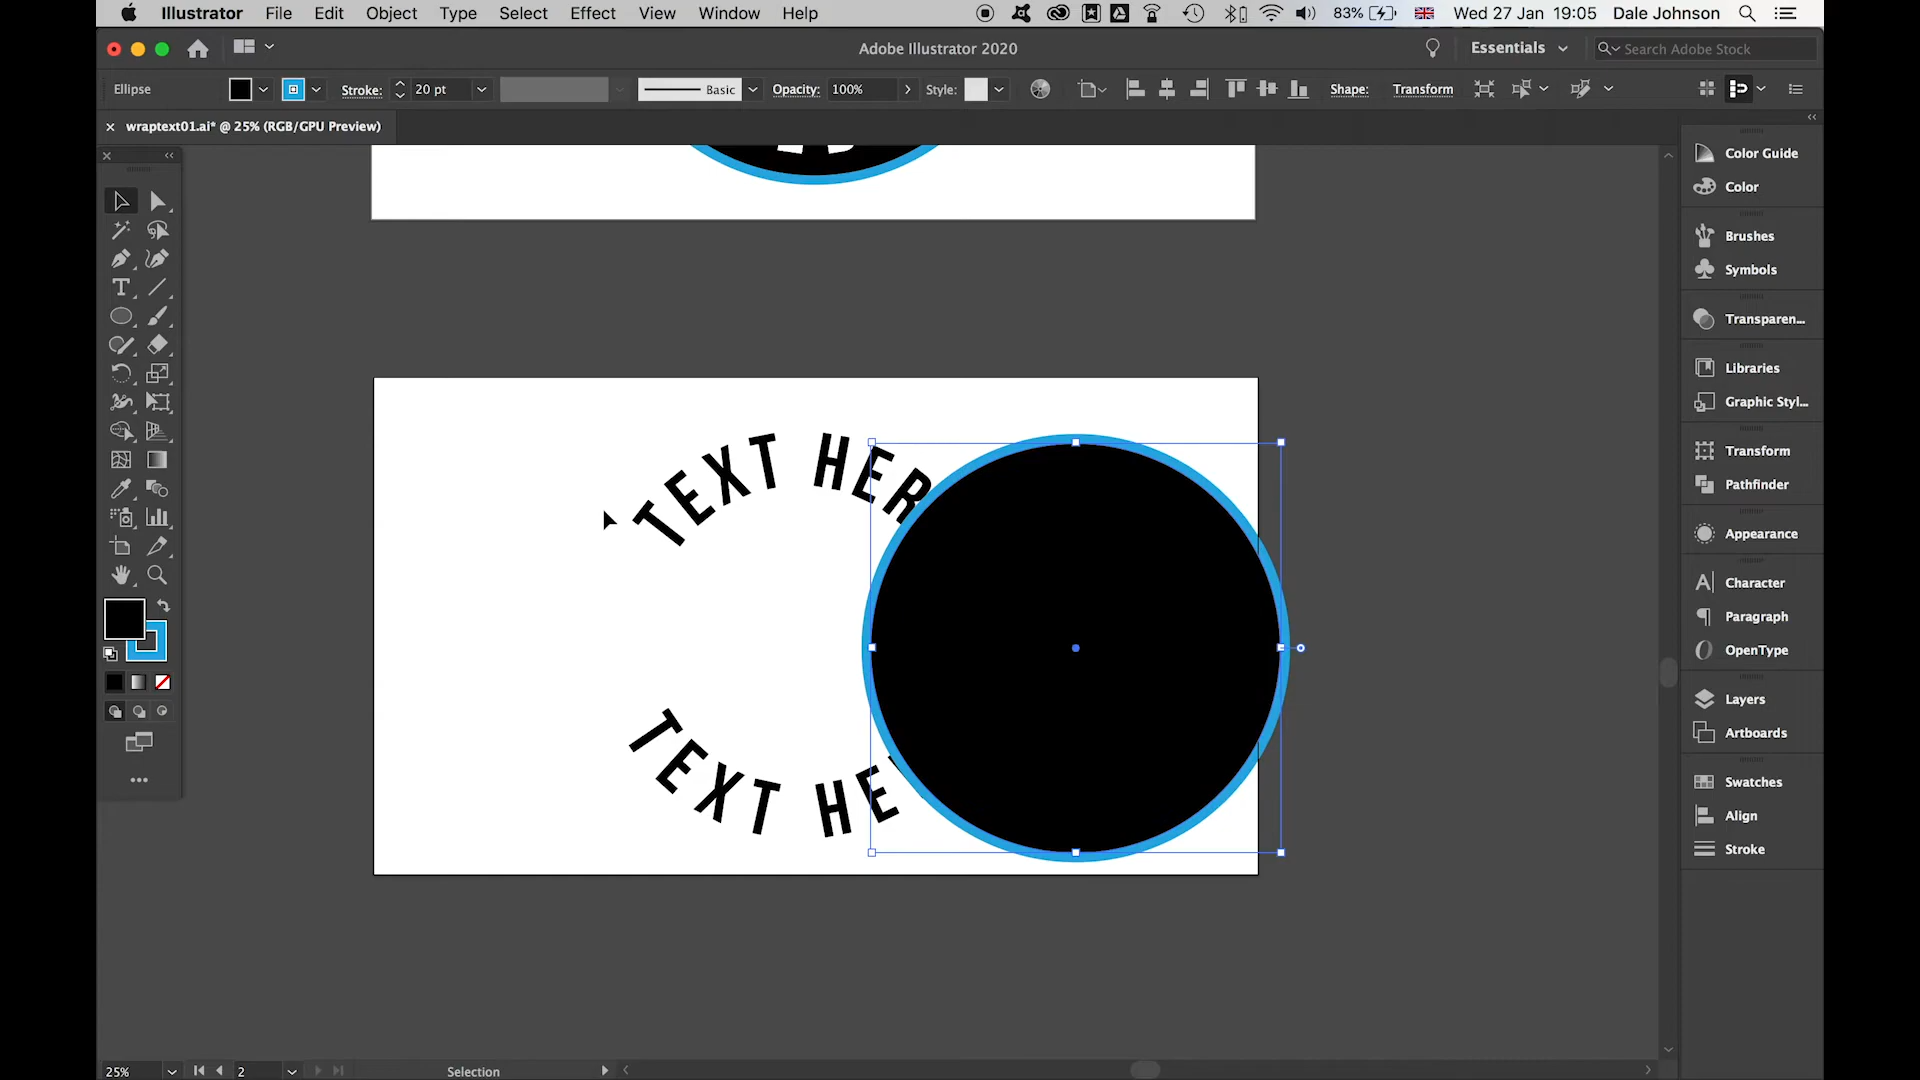 Illustrator File Edit Object Type Select Effect View Window Help 83% Wed 27 Jan 19:05 Dale Johnson
Adobe Illustrator 2020 Essentials Search Adobe Stock
Ellipse Stroke: 20 pt Basic Opacity: 100% Style: Shape: Transform
wraptext01.ai* @ 25% (RGB/GPU Preview)
Color Guide
Color
Brushes
Symbols
Transparen...
Libraries
Graphic Styl...
Transform
Pathfinder
Appearance
Character
Paragraph
OpenType
Layers
Artboards
Swatches
Align
Stroke
TEXT HER
TEXT HE
25% 2 Selection